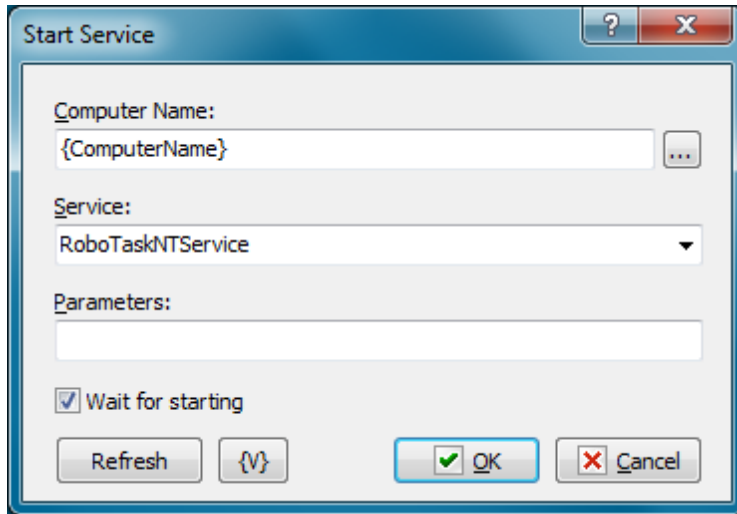 Start Service
?
Computer Name:
{ComputerName}
...
Service:
RoboTaskNTService
Parameters:
Wait for starting
Refresh {V} OK Cancel